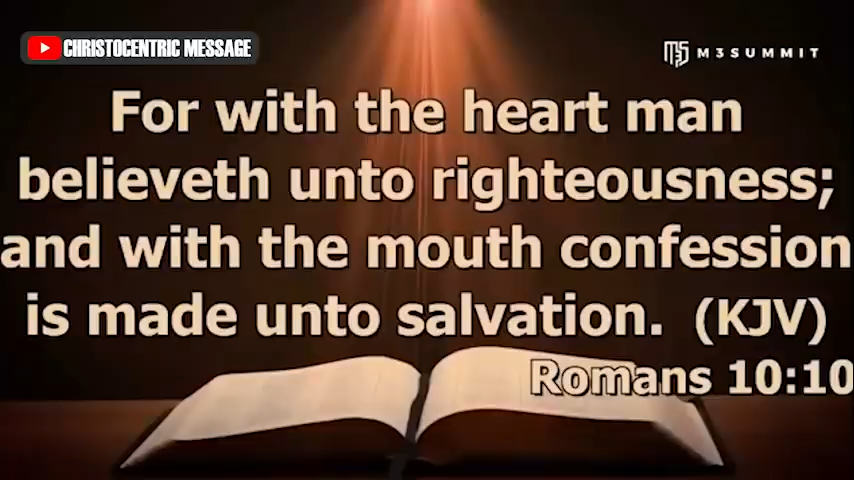 CHRISTOCENTRIC MESSAGE
M3SUMMIT
For with the heart man
believeth unto righteousness;
and with the mouth confession
is made unto salvation. (KJV)
Romans 10:10